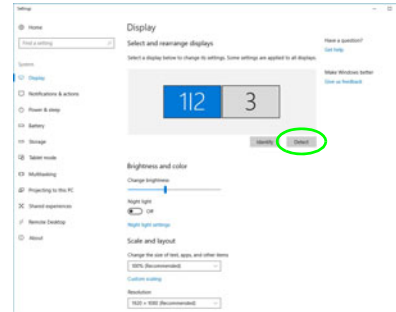 Settings
Home
Display
Find a setting
Select and rearrange displays
Have a question?
Get help
Select a display below to change its settings. Some settings are applied to all displays.
System
Make Windows better
Give us feedback
Display
Notifications & actions
1|2
3
Power & sleep
Battery
Storage
Identify
Detect
Tablet mode
Brightness and color
Multitasking
Change brightness
Projecting to this PC
Shared experiences
Night light
Off
Remote Desktop
Night light settings
About
Scale and layout
Change the size of text, apps, and other items
100% (Recommended)
Custom scaling
Resolution
1920 × 1080 (Recommended)